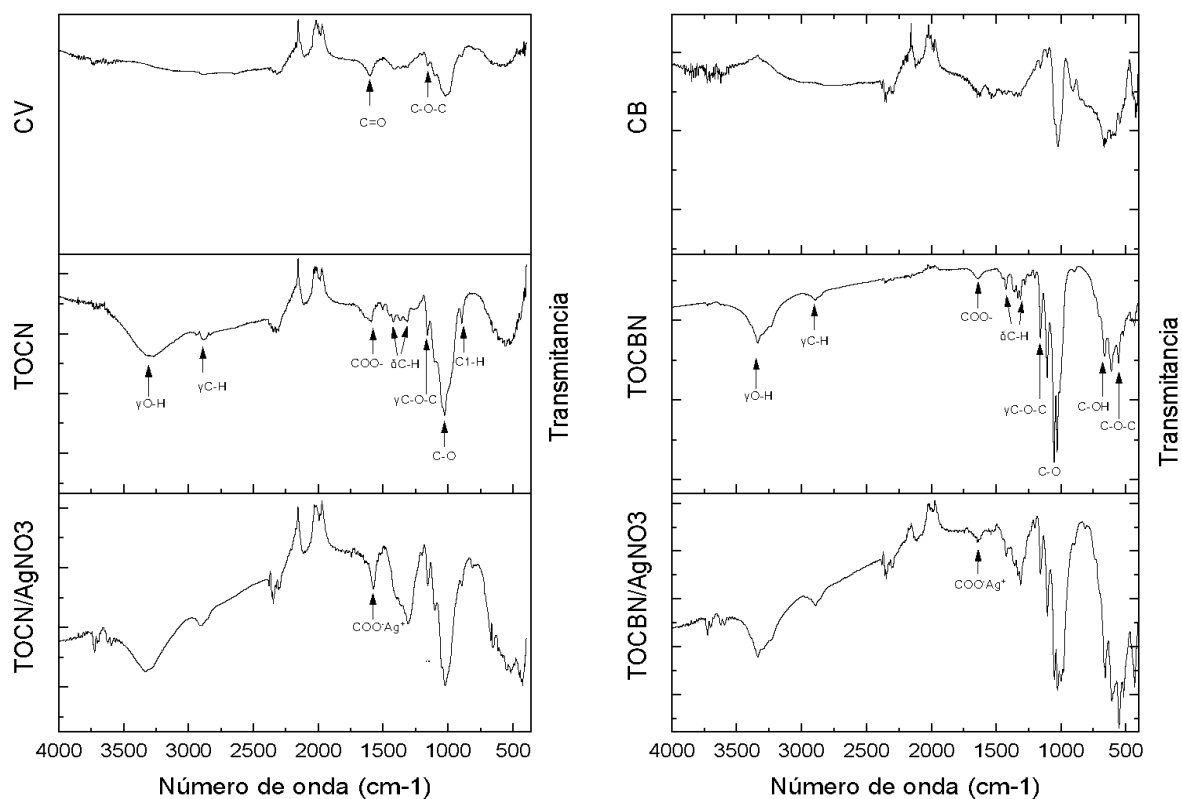 CV
C=O
C-O-C
TOCN
γO-H
γC-H
COO-
δC-H
γC-O-C
C1-H
C-O
TOCN/AgNO3
COO-Ag+
4000 3500 3000 2500 2000 1500 1000 500
Número de onda (cm-1)
Transmitancia
CB
TOCBN
γO-H
γC-H
COO-
δC-H
γC-O-C
C-OH
C-O-C
C-O
TOCBN/AgNO3
COO-Ag+
4000 3500 3000 2500 2000 1500 1000 500
Número de onda (cm-1)
Transmitancia